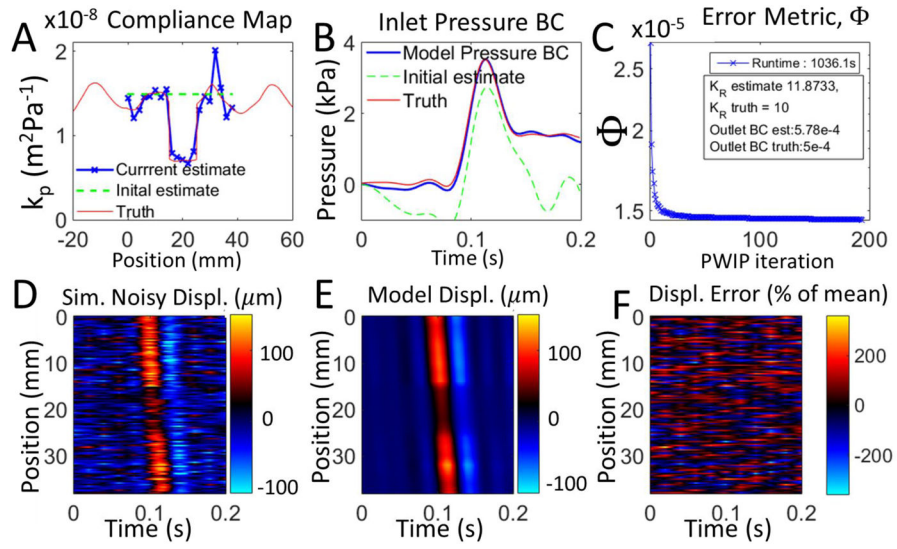 A
×10⁻⁸ Compliance Map
2
1
0
kₚ (m²Pa⁻¹)
Currrent estimate
Inital estimate
Truth
-20 0 20 40 60
Position (mm)
B
Inlet Pressure BC
4
2
0
Pressure (kPa)
Model Pressure BC
Initial estimate
Truth
0 0.1 0.2
Time (s)
C
x10⁻⁵ Error Metric, Φ
2.5
2
1.5
Φ
Runtime : 1036.1s
K_R estimate 11.8733,
K_R truth = 10
Outlet BC est:5.78e-4
Outlet BC truth:5e-4
0 100 200
PWIP iteration
D
Sim. Noisy Displ. (μm)
0
10
20
30
Position (mm)
0 0.1 0.2
Time (s)
100
0
-100
E
Model Displ. (μm)
0
10
20
30
Position (mm)
0 0.1 0.2
Time (s)
100
0
-100
F
Displ. Error (% of mean)
0
10
20
30
Position (mm)
0 0.1 0.2
Time (s)
200
0
-200